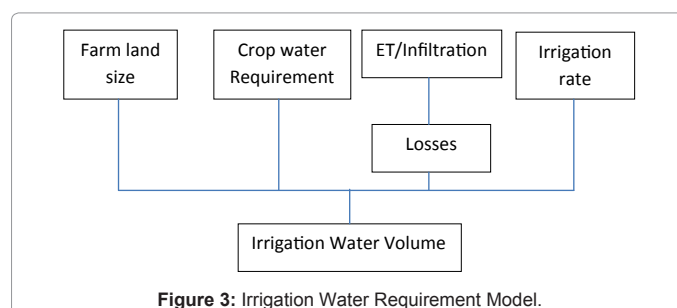 Farm land
size
Crop water
Requirement
ET/Infiltration
Irrigation
rate
Losses
Irrigation Water Volume
Figure 3: Irrigation Water Requirement Model.